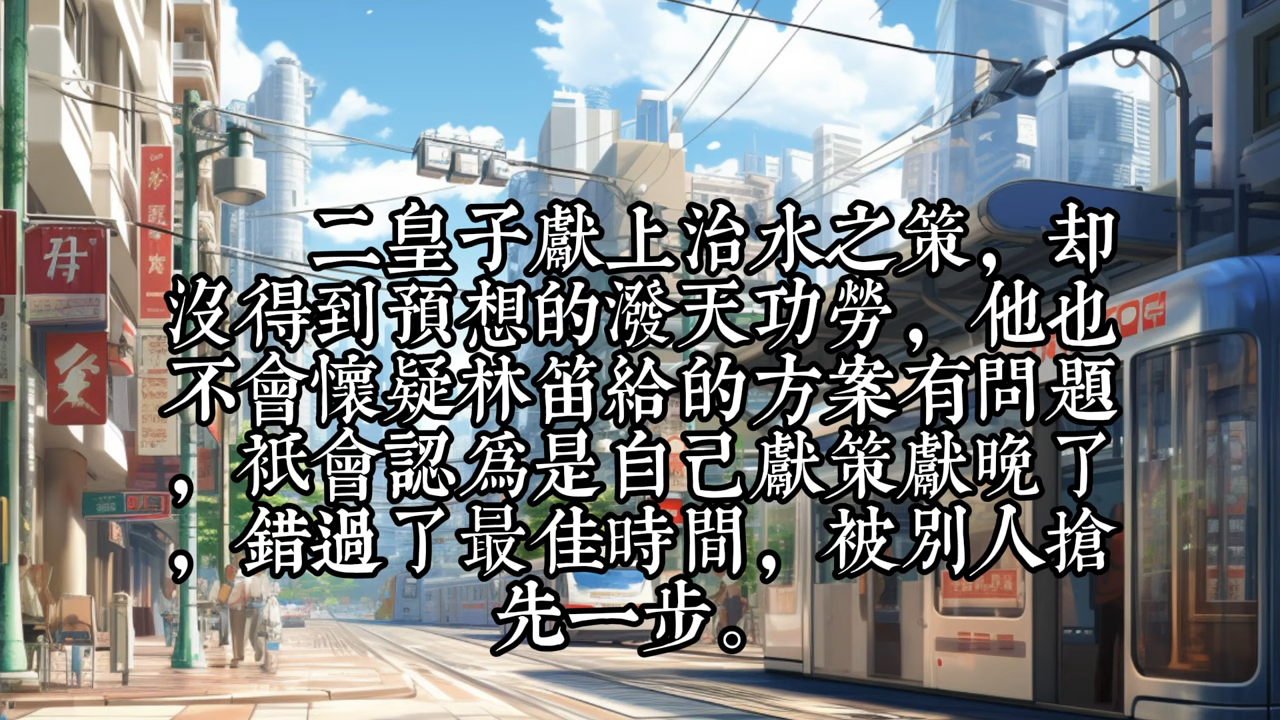 二皇子獻上治水之策，却
沒得到預想的潑天功勞，他也
不會懷疑林笛給的方案有問題
，祇會認爲是自己獻策獻晚了
，錯過了最佳時間，被別人搶
先一步。